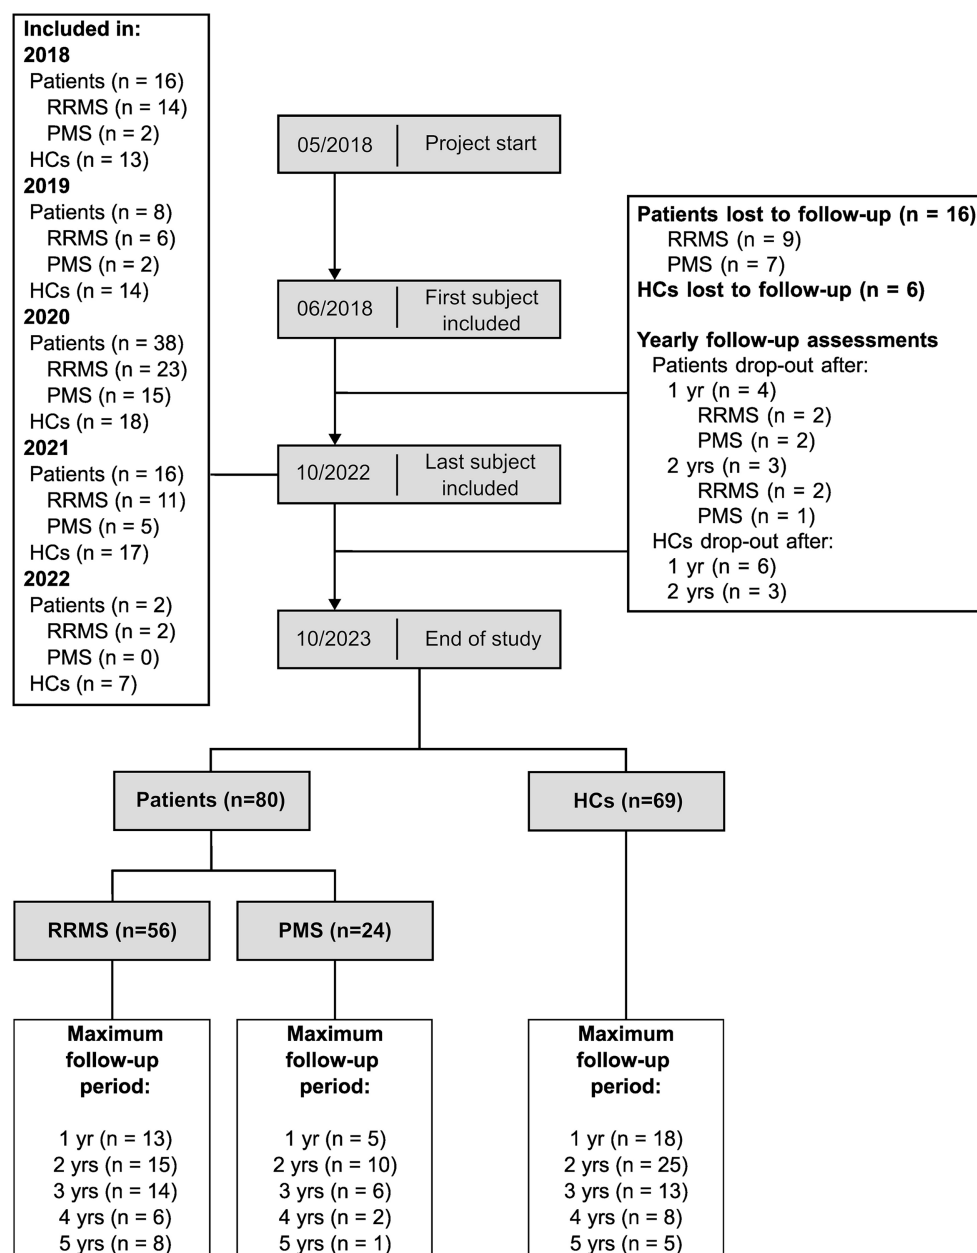 Included in:
2018
Patients (n = 16)
RRMS (n = 14)
PMS (n = 2)
HCs (n = 13)
2019
Patients (n = 8)
RRMS (n = 6)
PMS (n = 2)
HCs (n = 14)
2020
Patients (n = 38)
RRMS (n = 23)
PMS (n = 15)
HCs (n = 18)
2021
Patients (n = 16)
RRMS (n = 11)
PMS (n = 5)
HCs (n = 17)
2022
Patients (n = 2)
RRMS (n = 2)
PMS (n = 0)
HCs (n = 7)
05/2018 Project start
06/2018 First subject
included
10/2022 Last subject
included
10/2023 End of study
Patients lost to follow-up (n = 16)
RRMS (n = 9)
PMS (n = 7)
HCs lost to follow-up (n = 6)
Yearly follow-up assessments
Patients drop-out after:
1 yr (n = 4)
RRMS (n = 2)
PMS (n = 2)
2 yrs (n = 3)
RRMS (n = 2)
PMS (n = 1)
HCs drop-out after:
1 yr (n = 6)
2 yrs (n = 3)
Patients (n=80)
HCs (n=69)
RRMS (n=56)
PMS (n=24)
Maximum
follow-up
period:
1 yr (n = 13)
2 yrs (n = 15)
3 yrs (n = 14)
4 yrs (n = 6)
5 yrs (n = 8)
Maximum
follow-up
period:
1 yr (n = 5)
2 yrs (n = 10)
3 yrs (n = 6)
4 yrs (n = 2)
5 yrs (n = 1)
Maximum
follow-up
period:
1 yr (n = 18)
2 yrs (n = 25)
3 yrs (n = 13)
4 yrs (n = 8)
5 yrs (n = 5)